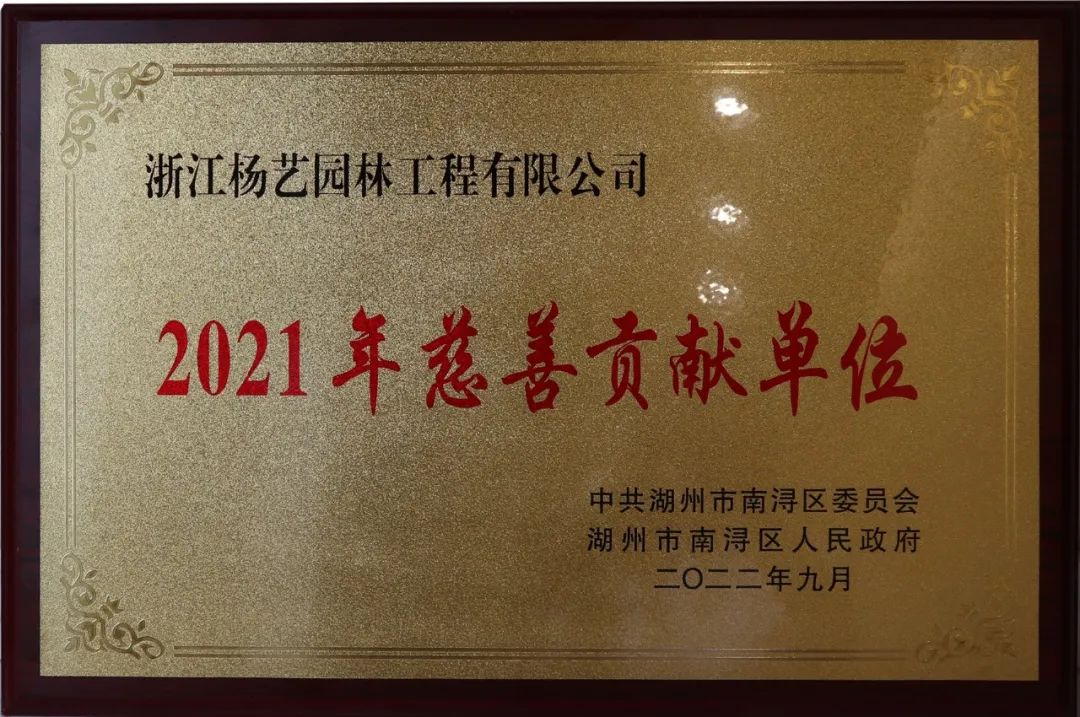 浙江杨艺园林工程有限公司
2021年慈善贡献单位
中共湖州市南浔区委员会
湖州市南浔区人民政府
二〇二二年九月